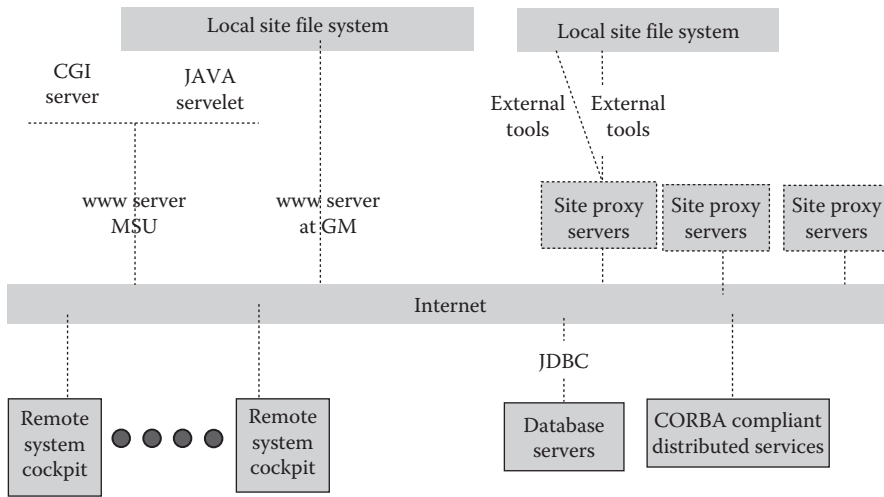 Local site file system
Local site file system
CGI
server
JAVA
servelet
External
tools
External
tools
www server
MSU
www server
at GM
Site proxy
servers
Site proxy
servers
Site proxy
servers
Internet
JDBC
Remote
system
cockpit
Remote
system
cockpit
Database
servers
CORBA compliant
distributed services